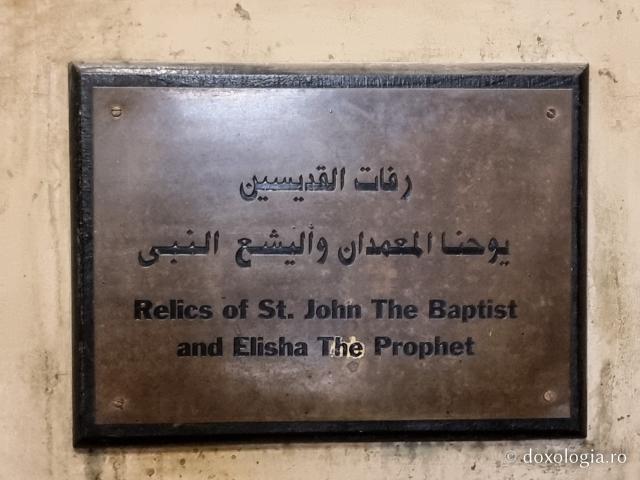 رفات القديسين
يوحنا المعمدان وأليشع النبى
Relics of St. John The Baptist
and Elisha The Prophet
© doxologia.ro